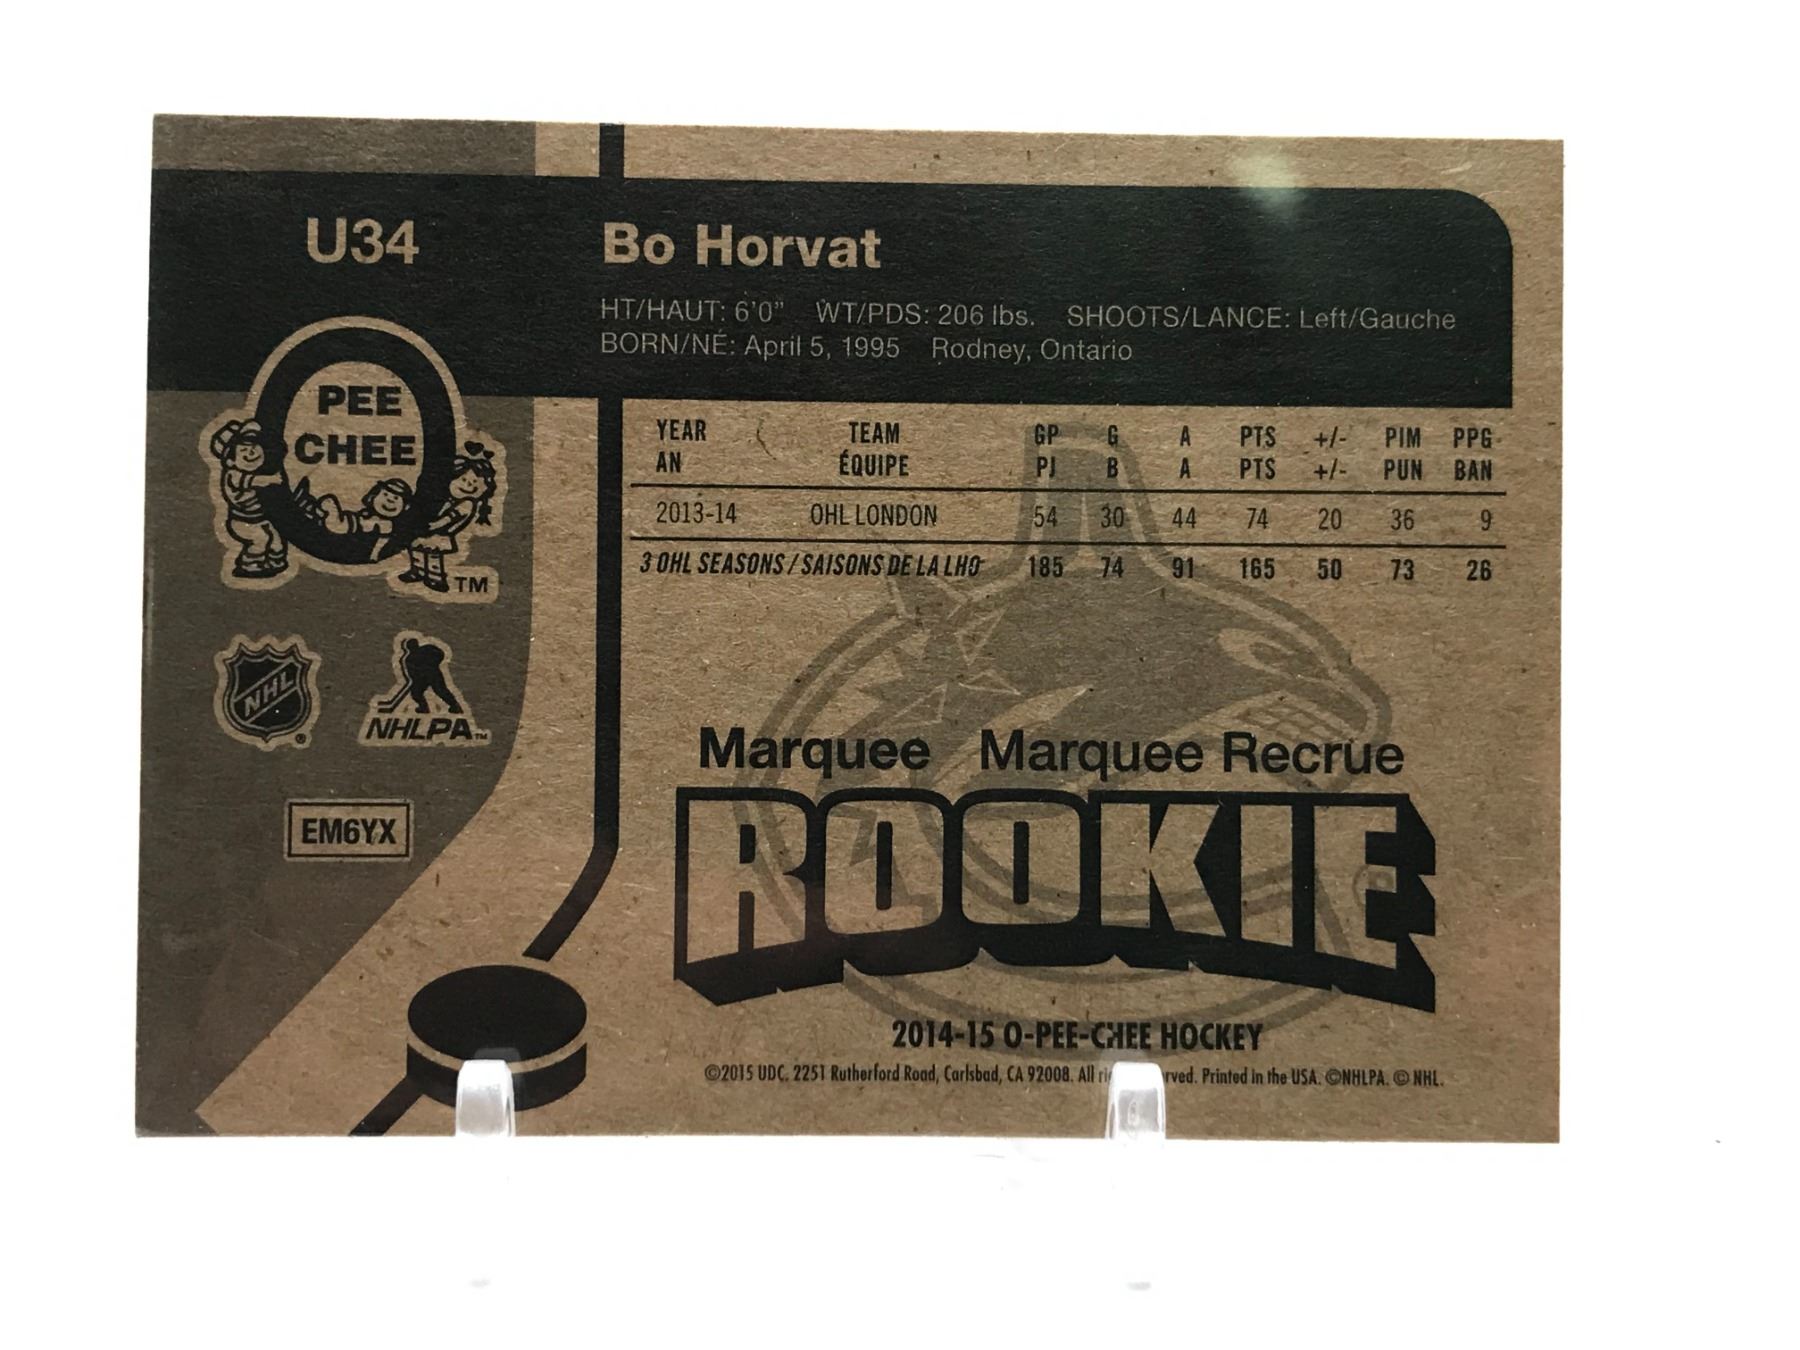 U34
Bo Horvat
HT/HAUT: 6'0" WT/PDS: 206 lbs. SHOOTS/LANCE: Left/Gauche
BORN/NÉ: April 5, 1995 Rodney, Ontario
PEE
CHEE
TM
NHL
®
NHLPA™
EM6YX
YEAR TEAM GP G A PTS +/- PIM PPG
AN ÉQUIPE PJ B A PTS +/- PUN BAN
2013-14 OHL LONDON 54 30 44 74 20 36 9
3 OHL SEASONS / SAISONS DE LA LHO 185 74 91 165 50 73 26
Marquee Marquee Recrue
ROOKIE
2014-15 O-PEE-CHEE HOCKEY
©2015 UDC. 2251 Rutherford Road, Carlsbad, CA 92008. All Printed in the USA. ©NHLPA. © NHL.